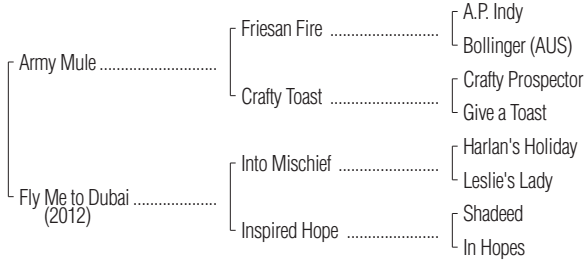 A.P. Indy
Friesan Fire ........................
Bollinger (AUS)
Army Mule ..........................
Crafty Prospector
Crafty Toast ........................
Give a Toast
Harlan's Holiday
Into Mischief ......................
Leslie's Lady
Fly Me to Dubai ..................
(2012)
Shadeed
Inspired Hope ....................
In Hopes